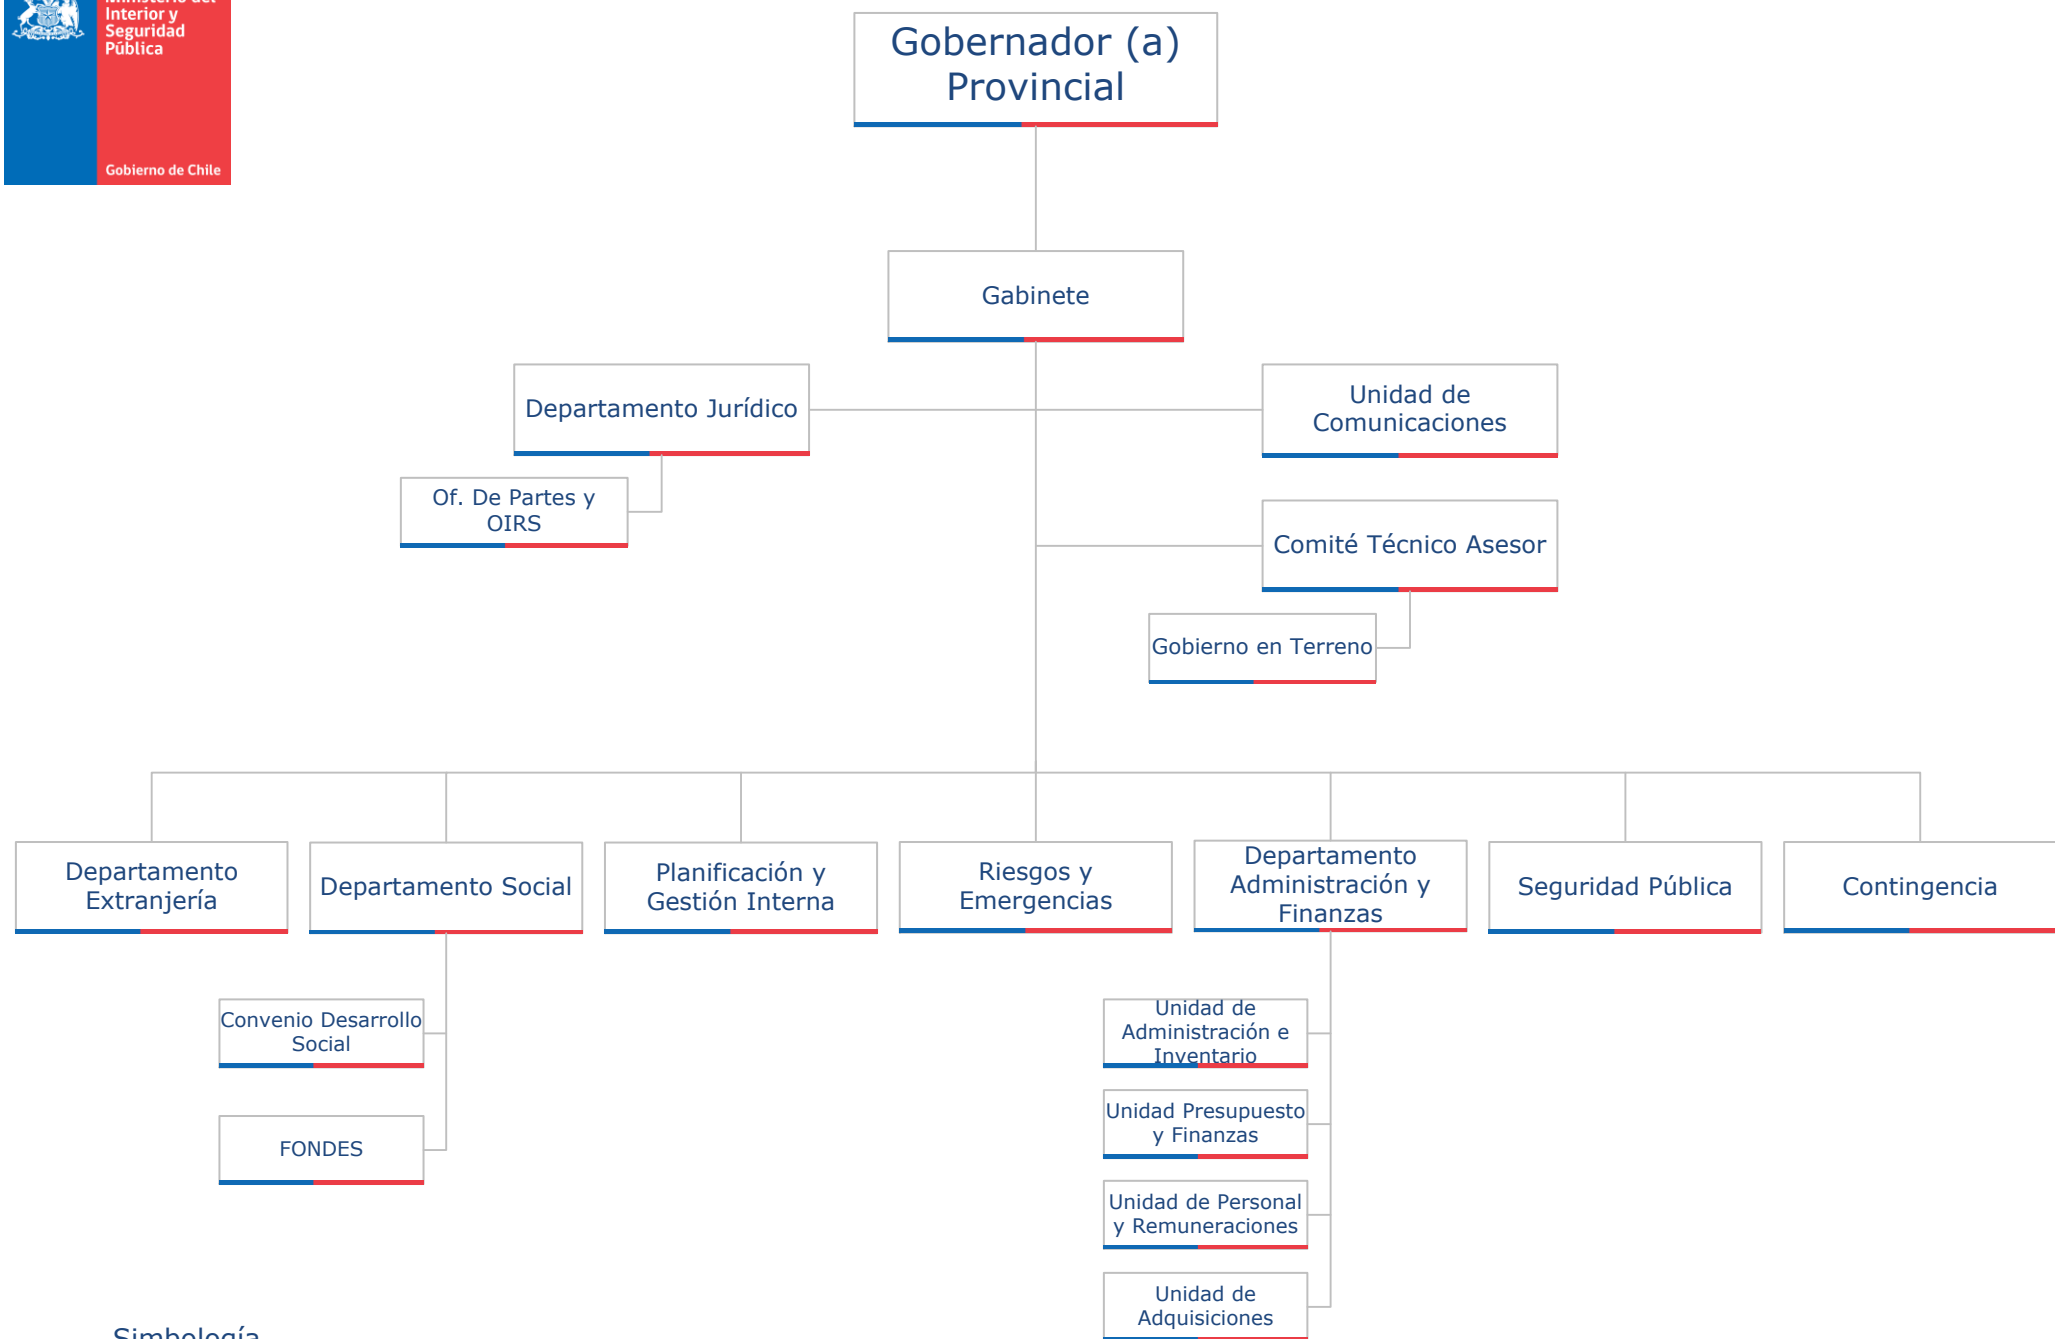 Ministerio del
Interior y
Seguridad
Pública
Gobierno de Chile
Gobernador (a)
Provincial
Gabinete
Departamento Jurídico
Unidad de
Comunicaciones
Of. De Partes y
OIRS
Comité Técnico Asesor
Gobierno en Terreno
Departamento
Extranjería
Departamento Social
Planificación y
Gestión Interna
Riesgos y
Emergencias
Departamento
Administración y
Finanzas
Seguridad Pública
Contingencia
Convenio Desarrollo
Social
FONDES
Unidad de
Administración e
Inventario
Unidad Presupuesto
y Finanzas
Unidad de Personal
y Remuneraciones
Unidad de
Adquisiciones
Simbología